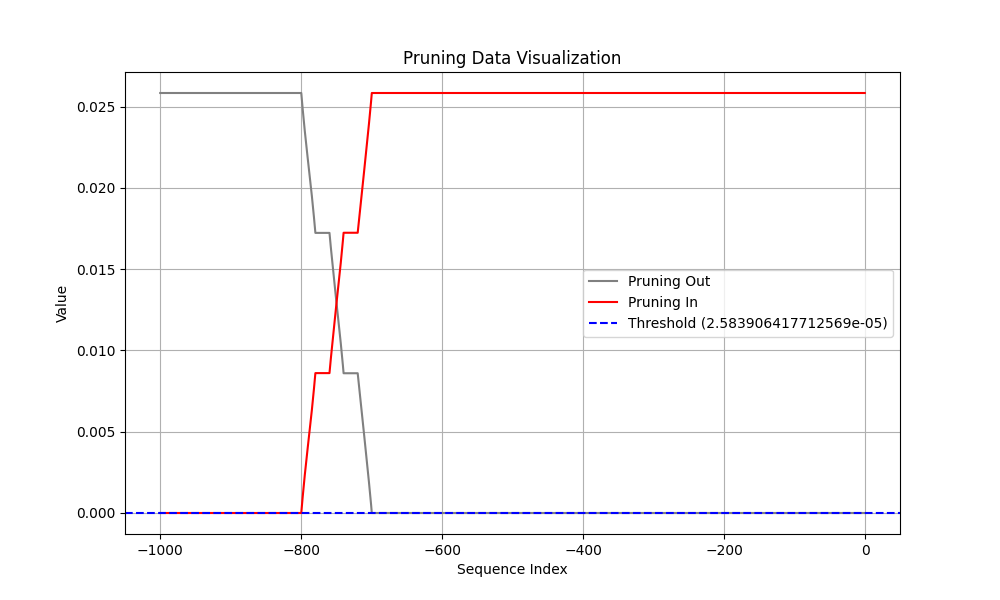 Pruning Data Visualization
Value
0.025
0.020
0.015
0.010
0.005
0.000
Pruning Out
Pruning In
Threshold (2.583906417712569e-05)
−1000
−800
−600
−400
−200
0
Sequence Index